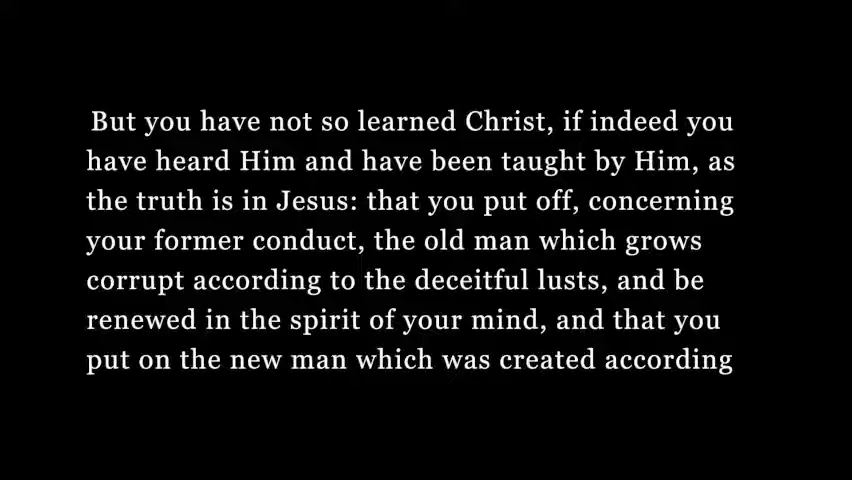 But you have not so learned Christ, if indeed you
have heard Him and have been taught by Him, as
the truth is in Jesus: that you put off, concerning
your former conduct, the old man which grows
corrupt according to the deceitful lusts, and be
renewed in the spirit of your mind, and that you
put on the new man which was created according